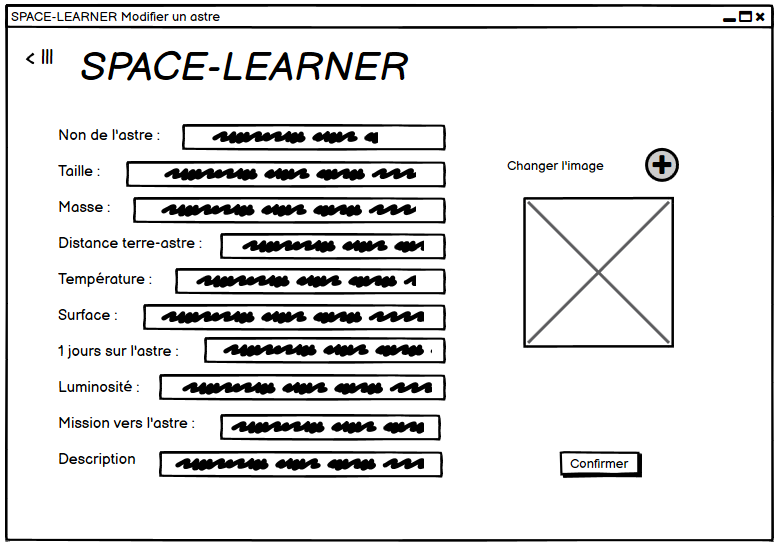 SPACE-LEARNER Modifier un astre
SPACE-LEARNER
Non de l'astre :
Taille :
Masse :
Distance terre-astre :
Température :
Surface :
1 jours sur l'astre :
Luminosité :
Mission vers l'astre :
Description
Changer l'image
Confirmer